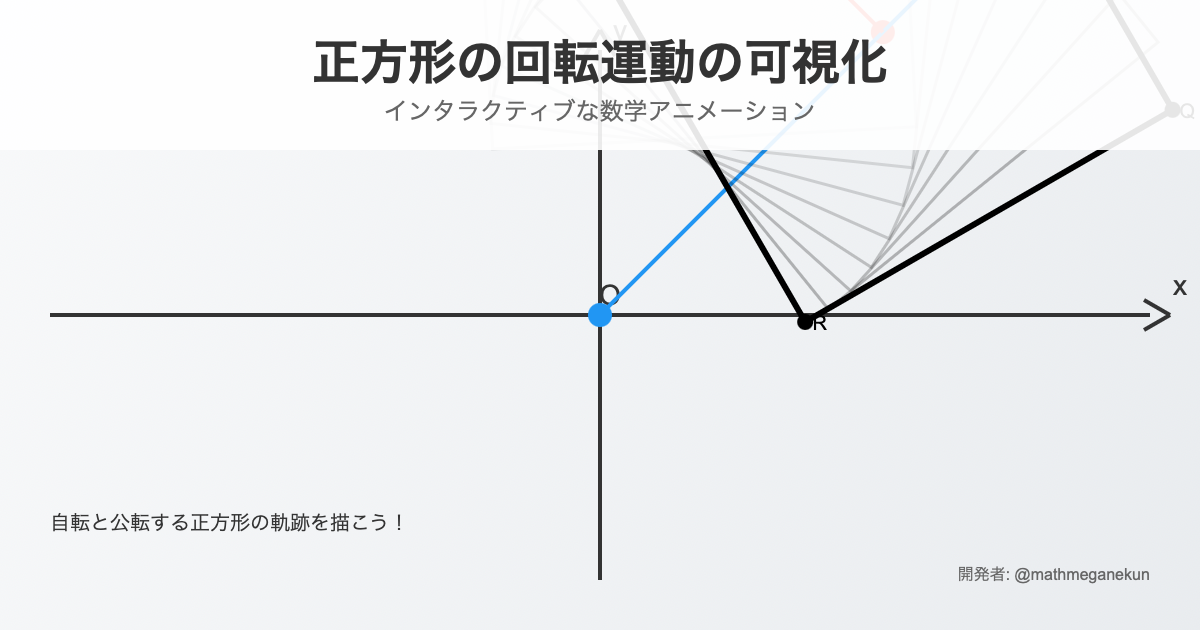 正方形の回転運動の可視化
y
インタラクティブな数学アニメーション
Q
O
x
R
自転と公転する正方形の軌跡を描こう！
開発者: @mathmeganekun